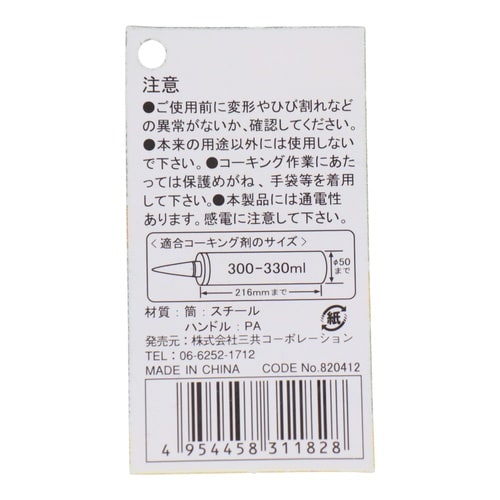 注意
●ご使用前に変形やひび割れなど
の異常がないか、確認してください。
●本来の用途以外には使用しない
で下さい。●コーキング作業にあた
っては保護めがね、手袋等を着用
して下さい。●本製品には通電性
あります。感電に注意して下さい。
〈適合コーキング剤のサイズ〉
300-330ml
φ50
まで
216mmまで
材質:筒:スチール
ハンドル:PA
紙
発売元:株式会社三共コーポレーション
TEL:06-6252-1712
MADE IN CHINA CODE No.820412
4 954458 311828